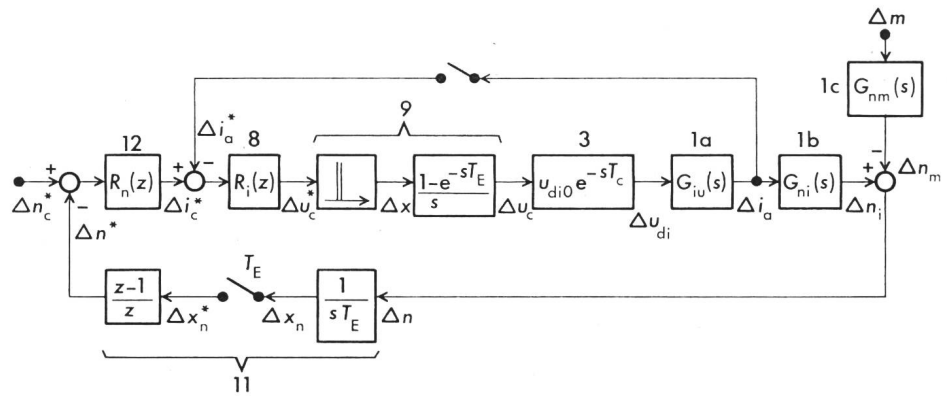 Δm
1c G_nm(s)
9
Δi_a^*
12 8 3 1a 1b
+ R_n(z) + − R_i(z) 1−e^{−sT_E}/s u_di0 e^{−sT_c} G_iu(s) G_ni(s) + −
Δn_c^* − Δi_c^* Δu_c^* Δx Δu_c Δu_di Δi_a Δn_i Δn_m
Δn^*
z−1/z Δx_n^* T_E Δx_n 1/sT_E Δn
11